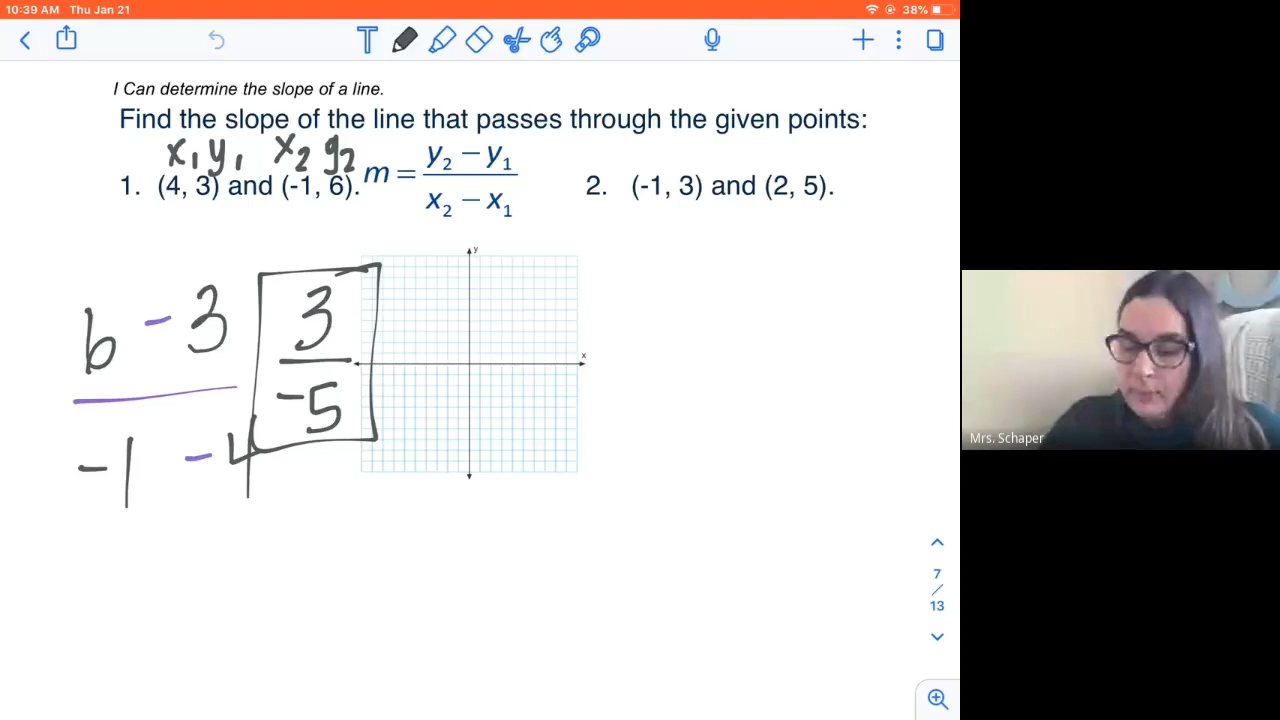 10:39 AM Thu Jan 21 38%
T
I Can determine the slope of a line.
Find the slope of the line that passes through the given points:
x₁ y₁ x₂ y₂
1. (4, 3) and (-1, 6). m = y₂ − y₁ / x₂ − x₁ 2. (-1, 3) and (2, 5).
y
6 - 3
3
x
-5
-1 - 4
Mrs. Schaper
7
/
13